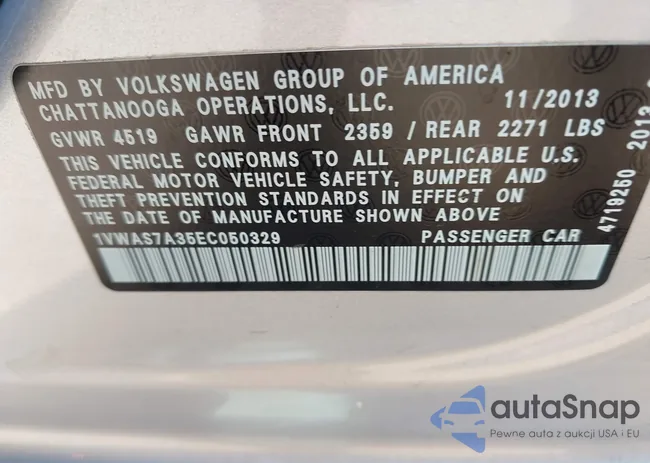 MFD BY VOLKSWAGEN GROUP OF AMERICA
CHATTANOOGA OPERATIONS, LLC. 11/2013
GVWR 4519 GAWR FRONT 2359 / REAR 2271 LBS
THIS VEHICLE CONFORMS TO ALL APPLICABLE U.S.
FEDERAL MOTOR VEHICLE SAFETY, BUMPER AND
THEFT PREVENTION STANDARDS IN EFFECT ON
THE DATE OF MANUFACTURE SHOWN ABOVE
1VWAS7A35EC050329 PASSENGER CAR
4719260 2013
autoSnap
Pewne auta z aukcji USA i EU